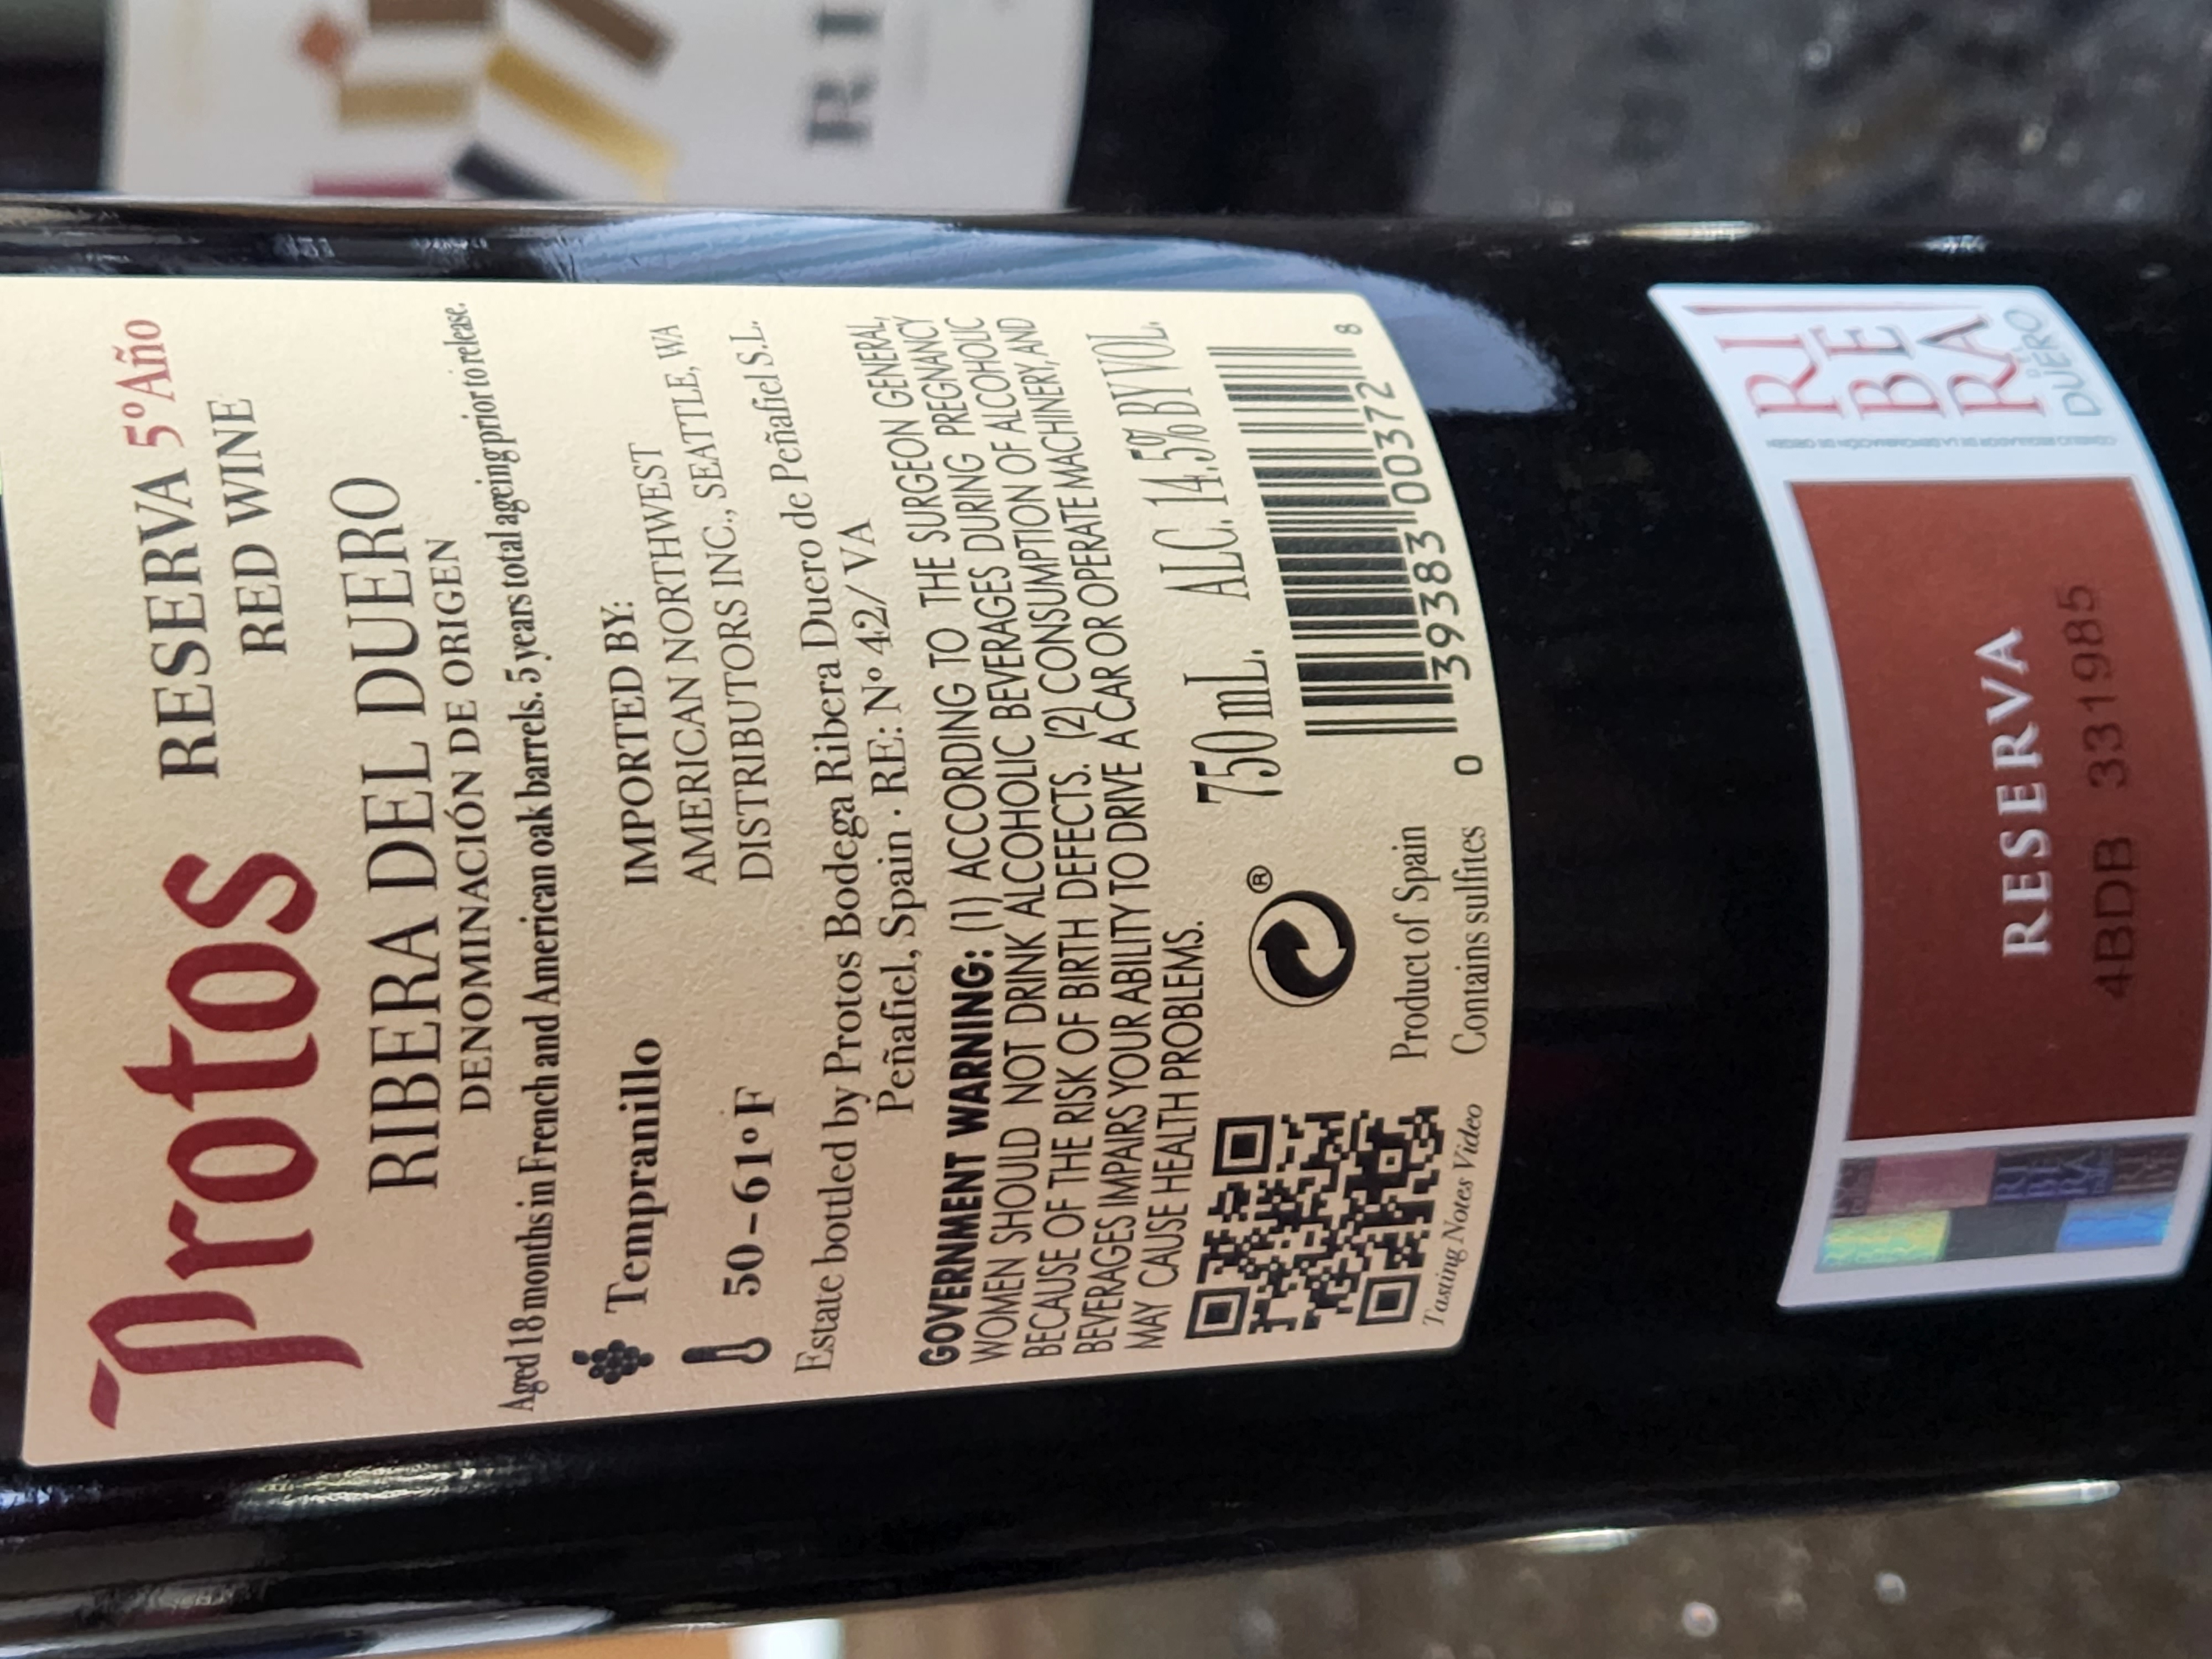 Protos RESERVA 5º Año
RED WINE
RIBERA DEL DUERO
DENOMINACIÓN DE ORIGEN
Aged 18 months in French and American oak barrels. 5 years total ageing prior to release.
Tempranillo
50–61ºF
IMPORTED BY:
AMERICAN NORTHWEST
DISTRIBUTORS INC., SEATTLE, WA
Estate bottled by Protos Bodega Ribera Duero de Peñafiel S.L.
Peñafiel, Spain · RE: Nº 42/ VA
GOVERNMENT WARNING: (1) ACCORDING TO THE SURGEON GENERAL,
WOMEN SHOULD NOT DRINK ALCOHOLIC BEVERAGES DURING PREGNANCY
BECAUSE OF THE RISK OF BIRTH DEFECTS. (2) CONSUMPTION OF ALCOHOLIC
BEVERAGES IMPAIRS YOUR ABILITY TO DRIVE A CAR OR OPERATE MACHINERY, AND
MAY CAUSE HEALTH PROBLEMS.
750 mL. ALC. 14.5% BY VOL.
®
Product of Spain
Contains sulfites
Tasting Notes Video
0 39383 00372 8
RESERVA
4BDB 331985
RI
BE
RA
DEL
DUERO
RI